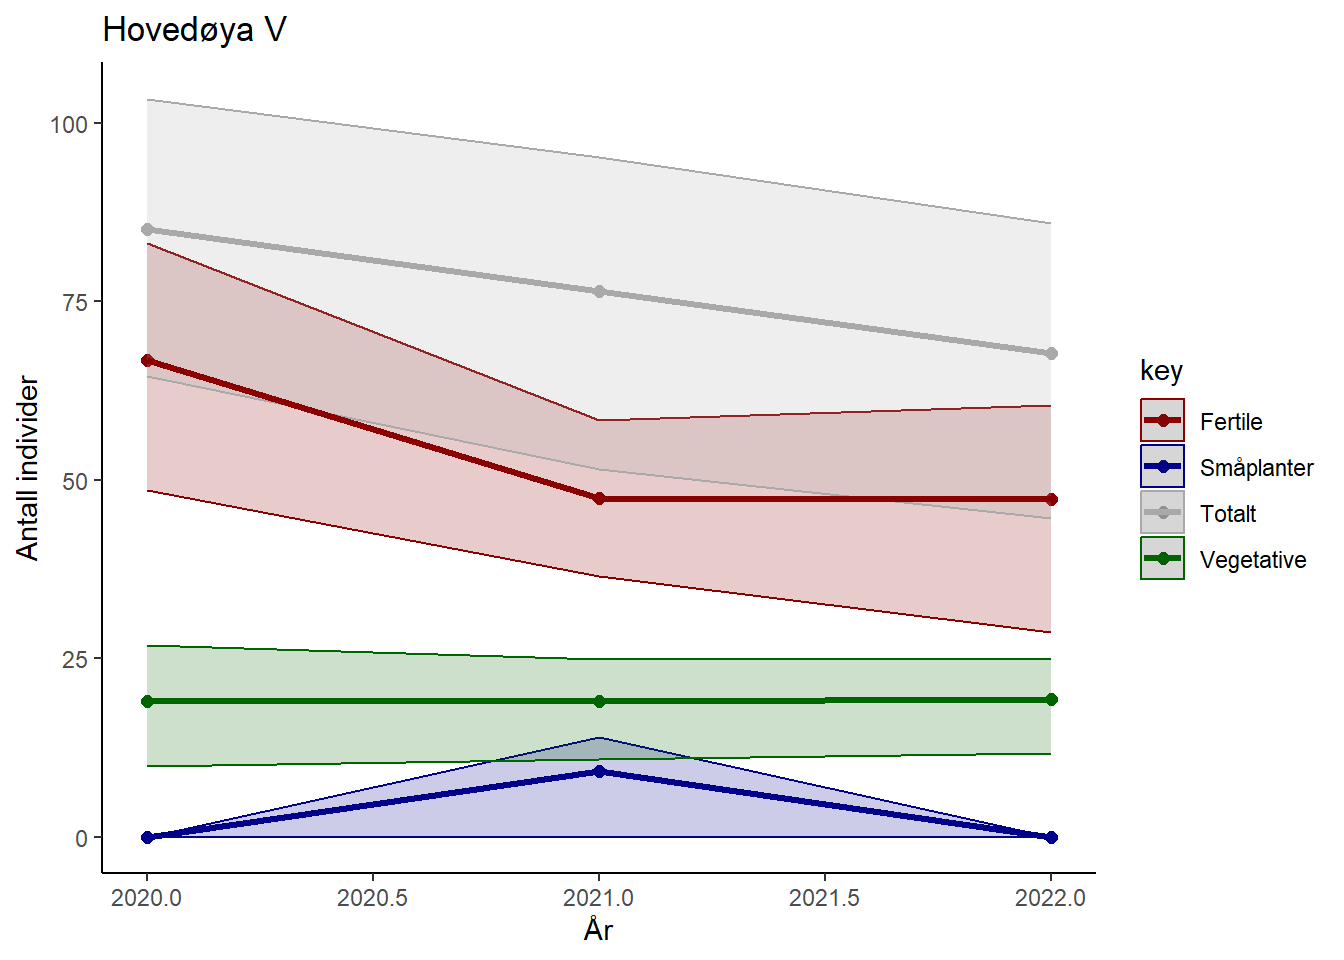 Hovedøya V
Antall individer
100
75
50
25
0
2020.0 2020.5 2021.0 2021.5 2022.0
År
key
Fertile
Småplanter
Totalt
Vegetative